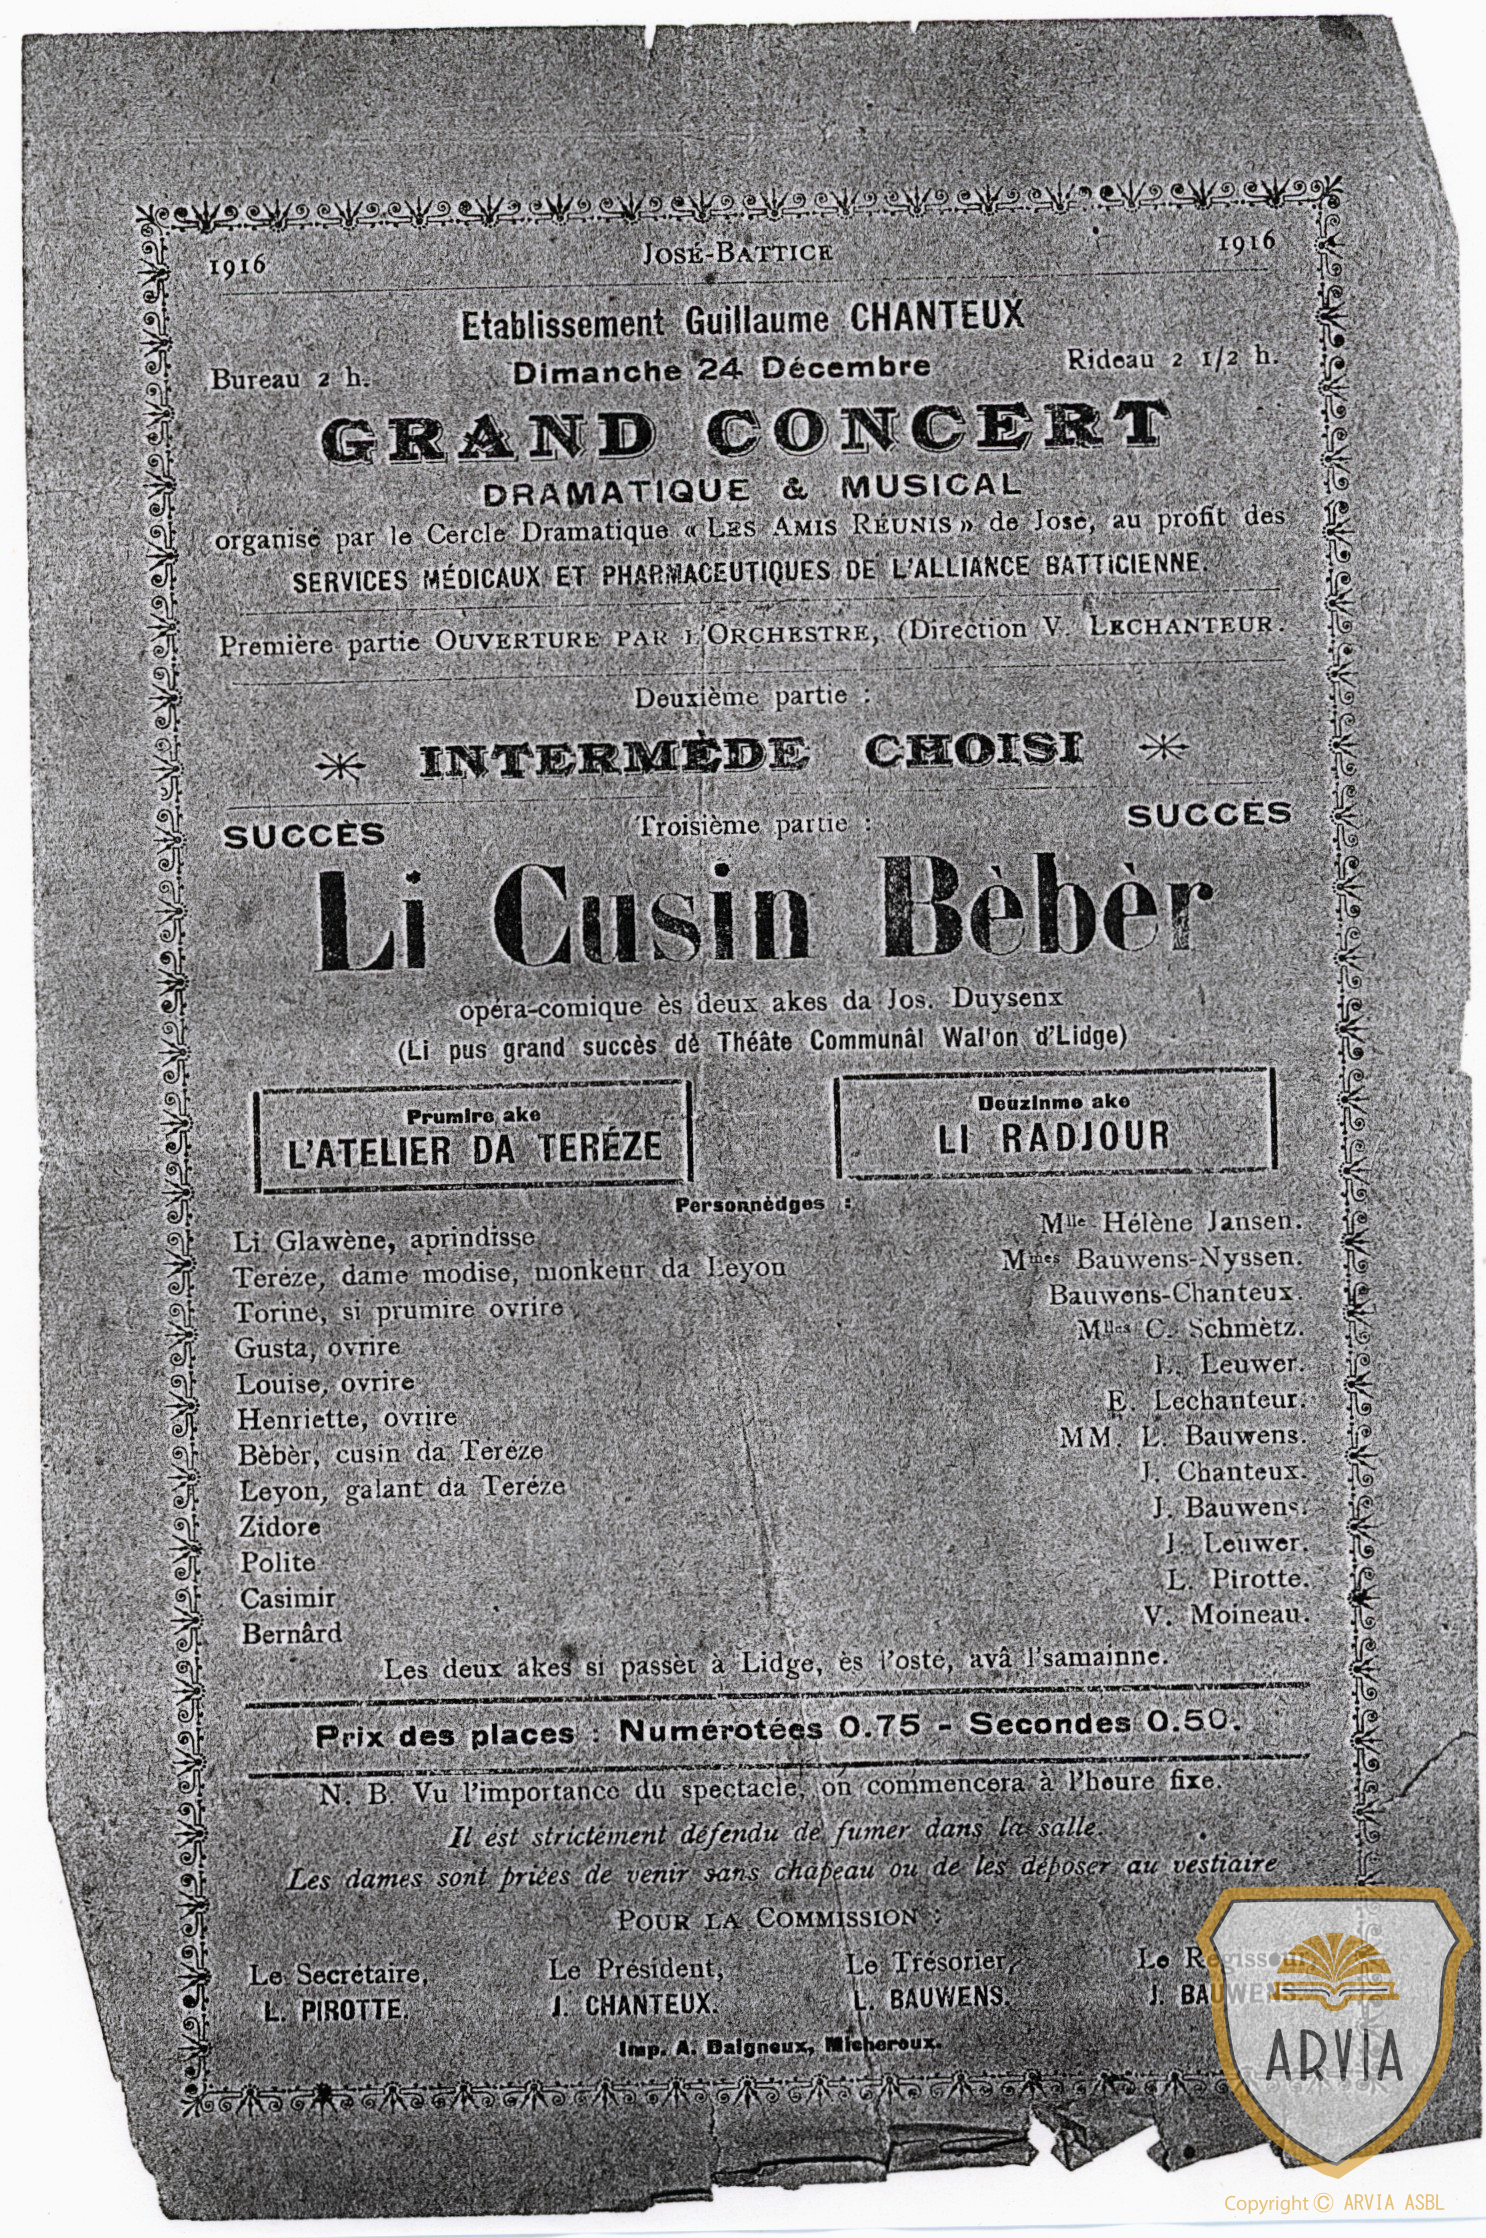 1916 JOSÉ-BATTICE 1916
Etablissement Guillaume CHANTEUX
Bureau 2 h. Dimanche 24 Décembre Rideau 2 1/2 h.
GRAND CONCERT
DRAMATIQUE & MUSICAL
organisé par le Cercle Dramatique « LES AMIS RÉUNIS » de José, au profit des
SERVICES MÉDICAUX ET PHARMACEUTIQUES DE L'ALLIANCE BATTICIENNE.
Première partie OUVERTURE PAR L'ORCHESTRE, (Direction V. LECHANTEUR.
Deuxième partie :
INTERMÈDE CHOISI
SUCCÈS Troisième partie : SUCCÈS
Li Cusin Bèbèr
opéra-comique ès deux akes da Jos. Duysenx
(Li pus grand succès dè Théâte Communâl Wal'on d'Lidge)
Prumire ake
L'ATELIER DA TERÉZE
Deuzinme ake
LI RADJOUR
Personnèdges :
Li Glawène, aprindisse Mlle Hélène Jansen.
Teréze, dame modise, monkeur da Leyon Mmes Bauwens-Nyssen.
Torine, si prumire ovrire Bauwens-Chanteux.
Gusta, ovrire Mlles C. Schmètz.
Louise, ovrire L. Leuwer.
Henriette, ovrire E. Lechanteur.
Bèbèr, cusin da Teréze MM. L. Bauwens.
Leyon, galant da Teréze J. Chanteux.
Zidore J. Bauwens.
Polite J. Leuwer.
Casimir L. Pirotte.
Bernârd V. Moineau.
Les deux akes si passèt à Lidge, ès l'osté, avâ l'samainne.
Prix des places : Numérotées 0.75 - Secondes 0.50.
N. B. Vu l'importance du spectacle, on commencera à l'heure fixe.
Il est strictement défendu de fumer dans la salle.
Les dames sont priées de venir sans chapeau ou de les déposer au vestiaire
POUR LA COMMISSION :
Le Secrétaire, Le Président, Le Trésorier, Le Régisseur,
L. PIROTTE. J. CHANTEUX. L. BAUWENS. J. BAUWENS.
Imp. A. Daigneux, Micheroux.
ARVIA
Copyright © ARVIA ASBL